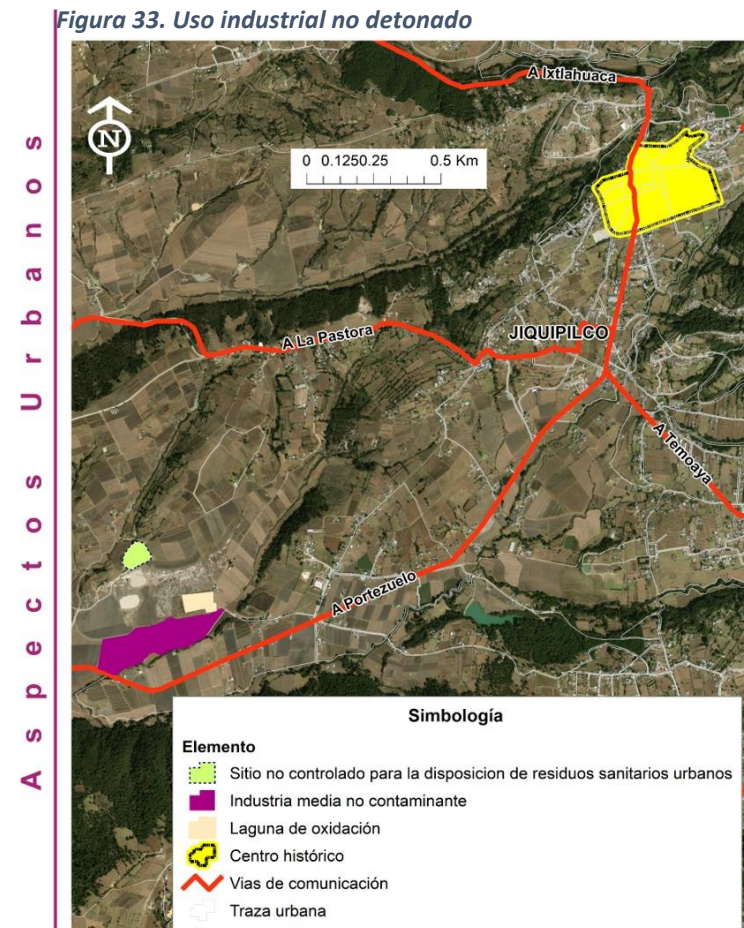 Figura 33. Uso industrial no detonado
Aspectos Urbanos
A Ixtlahuaca
N
0 0.1250.25 0.5 Km
JIQUIPILCO
A La Pastora
A Temoaya
A Portezuelo
Simbología
Elemento
Sitio no controlado para la disposicion de residuos sanitarios urbanos
Industria media no contaminante
Laguna de oxidación
Centro histórico
Vias de comunicación
Traza urbana